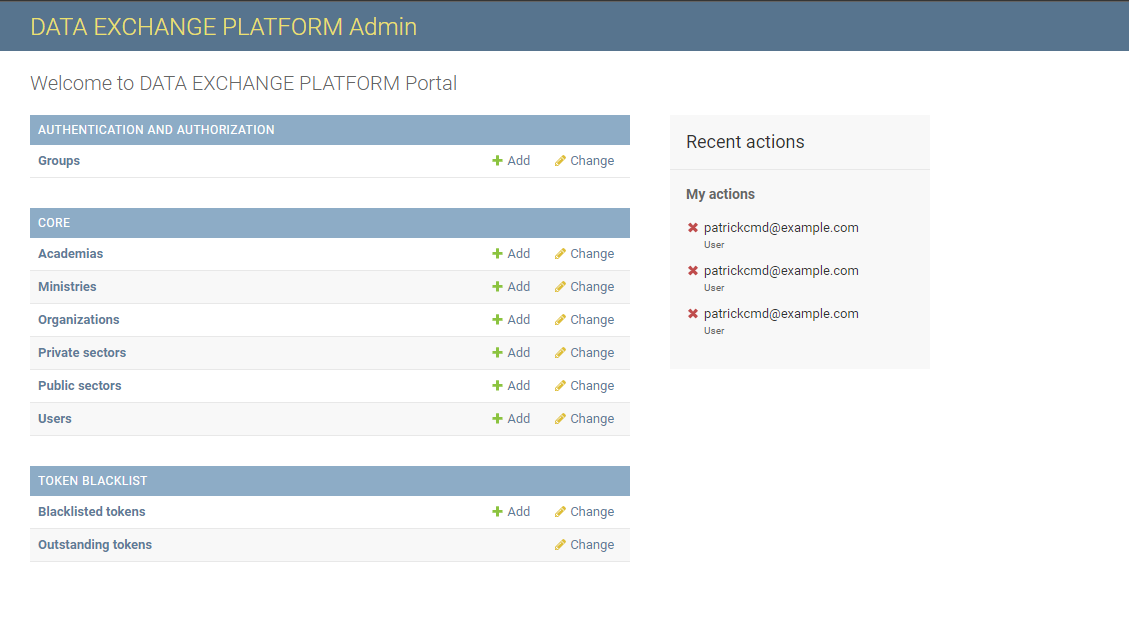 DATA EXCHANGE PLATFORM Admin
Welcome to DATA EXCHANGE PLATFORM Portal
AUTHENTICATION AND AUTHORIZATION
Groups Add Change
CORE
Academias Add Change
Ministries Add Change
Organizations Add Change
Private sectors Add Change
Public sectors Add Change
Users Add Change
TOKEN BLACKLIST
Blacklisted tokens Add Change
Outstanding tokens Change
Recent actions
My actions
patrickcmd@example.com
User
patrickcmd@example.com
User
patrickcmd@example.com
User